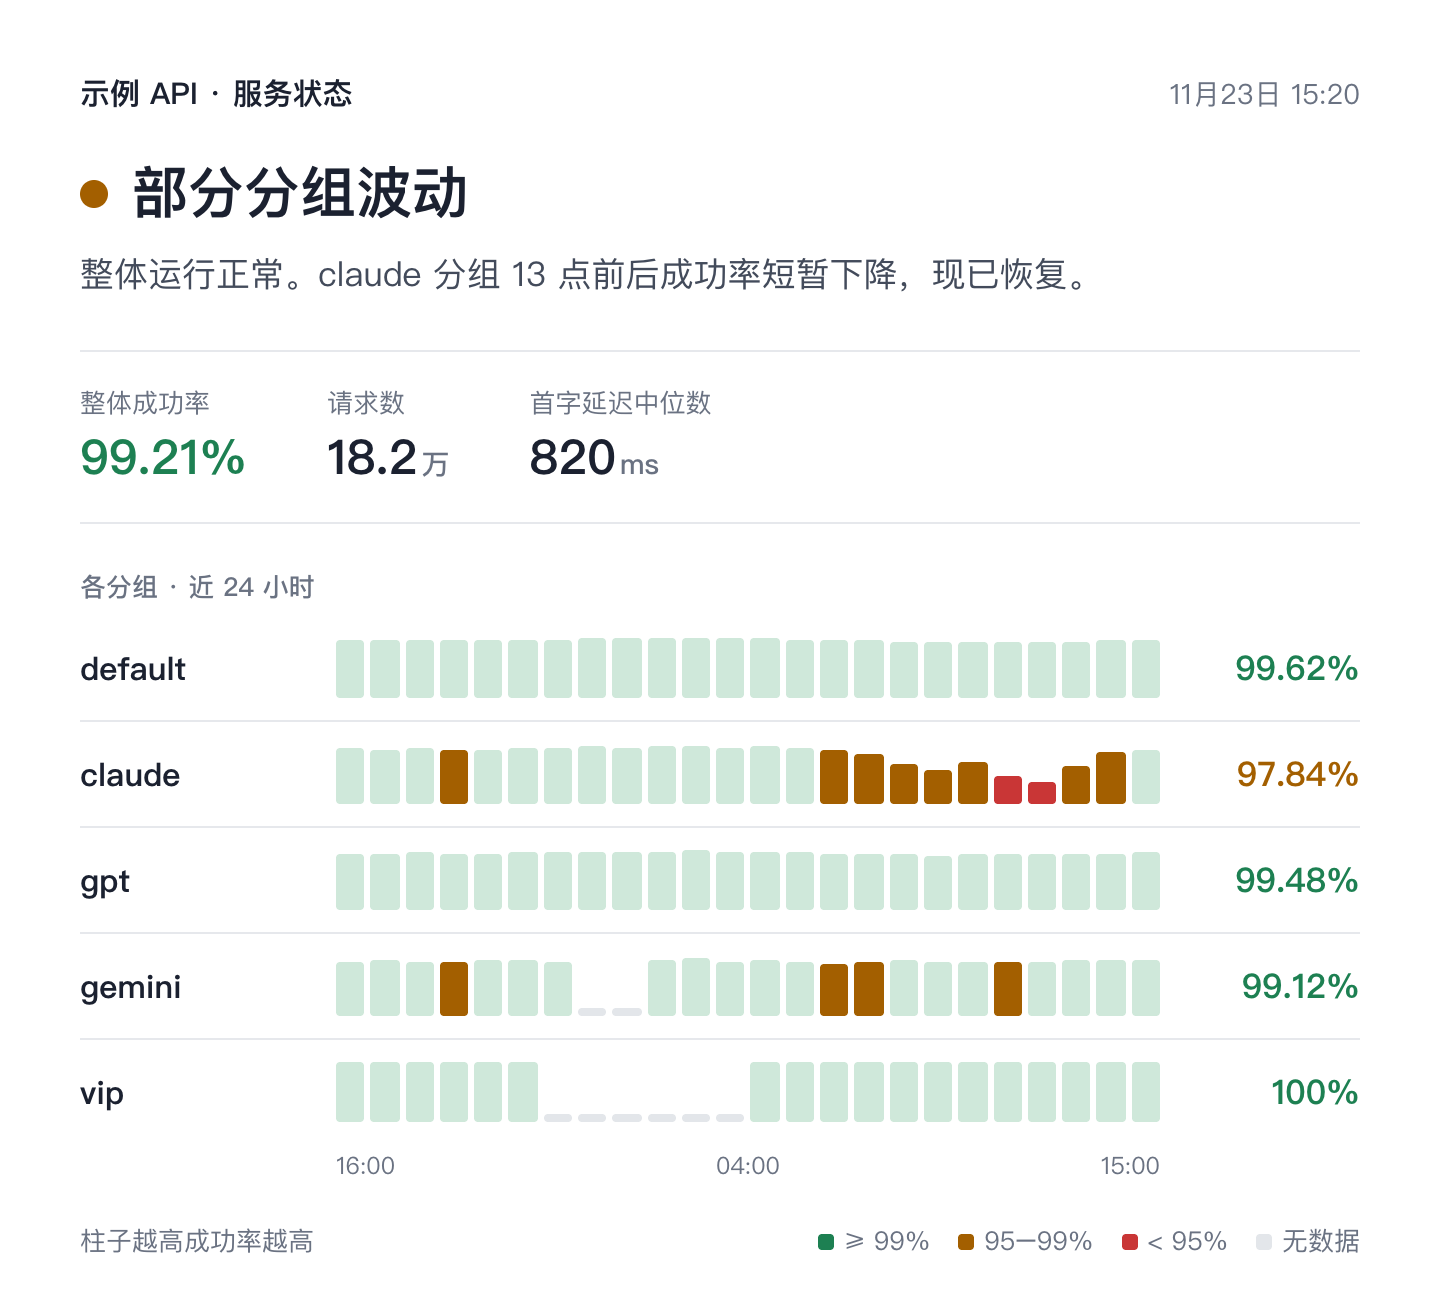 示例 API · 服务状态
11月23日 15:20
部分分组波动
整体运行正常。claude 分组 13 点前后成功率短暂下降，现已恢复。
整体成功率
99.21%
请求数
18.2万
首字延迟中位数
820ms
各分组 · 近 24 小时
default 99.62%
claude 97.84%
gpt 99.48%
gemini 99.12%
vip 100%
16:00 04:00 15:00
柱子越高成功率越高
≥ 99% 95–99% < 95% 无数据